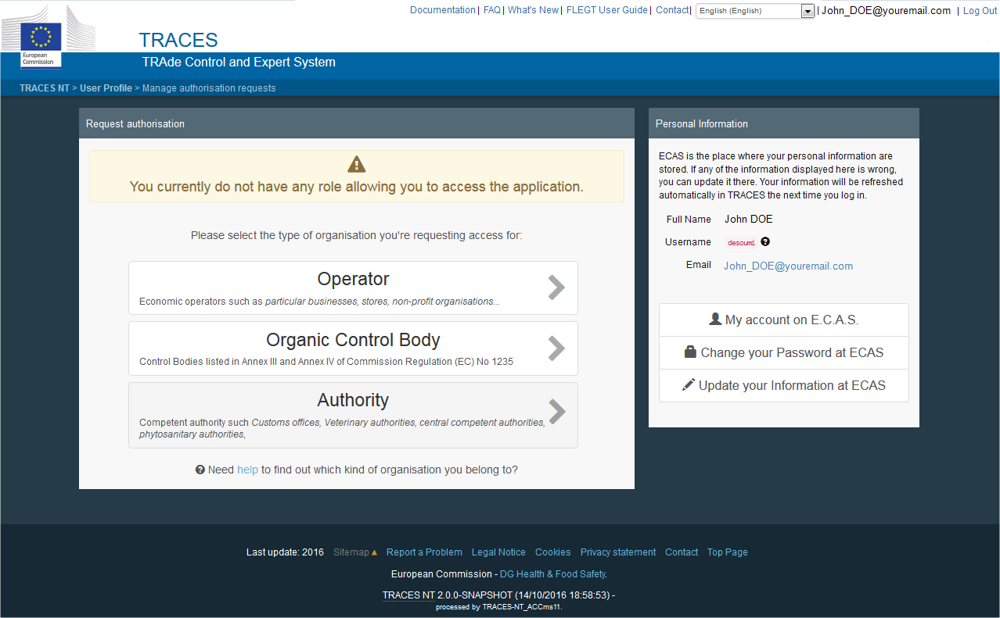 Documentation | FAQ | What's New | FLEGT User Guide | Contact | English (English) | John_DOE@youremail.com | Log Out
European
Commission
TRACES
TRAde Control and Expert System
TRACES NT > User Profile > Manage authorisation requests
Request authorisation
You currently do not have any role allowing you to access the application.
Please select the type of organisation you're requesting access for:
Operator
Economic operators such as particular businesses, stores, non-profit organisations...
Organic Control Body
Control Bodies listed in Annex III and Annex IV of Commission Regulation (EC) No 1235
Authority
Competent authority such Customs offices, Veterinary authorities, central competent authorities,
phytosanitary authorities,
Need help to find out which kind of organisation you belong to?
Personal Information
ECAS is the place where your personal information are
stored. If any of the information displayed here is wrong,
you can update it there. Your information will be refreshed
automatically in TRACES the next time you log in.
Full Name John DOE
Username desoumi
Email John_DOE@youremail.com
My account on E.C.A.S.
Change your Password at ECAS
Update your Information at ECAS
Last update: 2016 Sitemap Report a Problem Legal Notice Cookies Privacy statement Contact Top Page
European Commission - DG Health & Food Safety.
TRACES NT 2.0.0-SNAPSHOT (14/10/2016 18:58:53) -
processed by TRACES-NT_ACCms11.